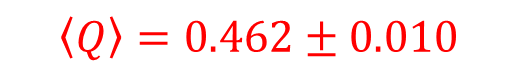 ⟨Q⟩ = 0.462 ± 0.010